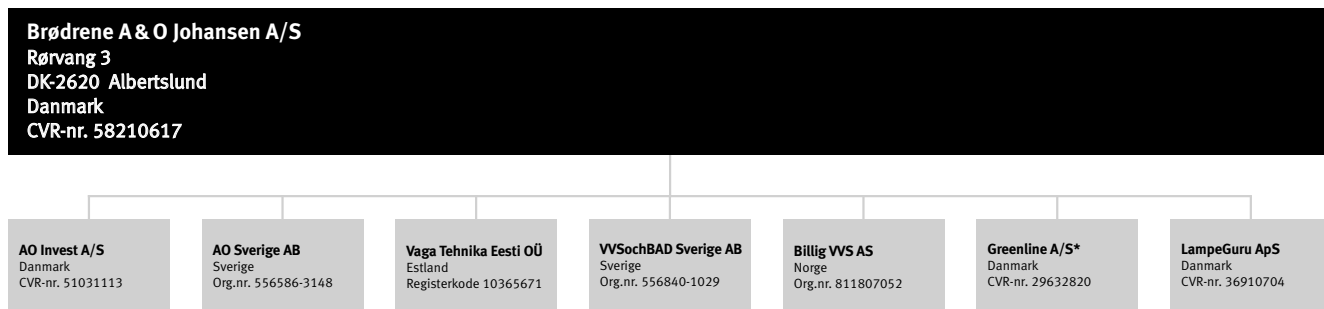 Brødrene A & O Johansen A/S
Rørvang 3
DK-2620 Albertslund
Danmark
CVR-nr. 58210617
AO Invest A/S
Danmark
CVR-nr. 51031113
AO Sverige AB
Sverige
Org.nr. 556586-3148
Vaga Tehnika Eesti OÜ
Estland
Registerkode 10365671
VVSochBAD Sverige AB
Sverige
Org.nr. 556840-1029
Billig VVS AS
Norge
Org.nr. 811807052
Greenline A/S*
Danmark
CVR-nr. 29632820
LampeGuru ApS
Danmark
CVR-nr. 36910704